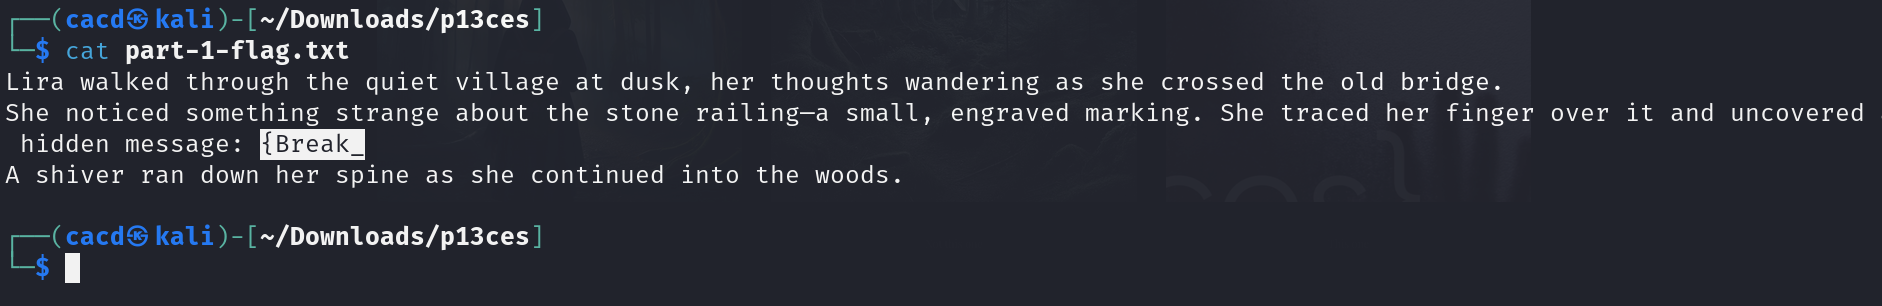 ┌──(cacd㉿kali)-[~/Downloads/p13ces]
└─$ cat part-1-flag.txt
Lira walked through the quiet village at dusk, her thoughts wandering as she crossed the old bridge.
She noticed something strange about the stone railing—a small, engraved marking. She traced her finger over it and uncovered
 hidden message: {Break_
A shiver ran down her spine as she continued into the woods.
┌──(cacd㉿kali)-[~/Downloads/p13ces]
└─$